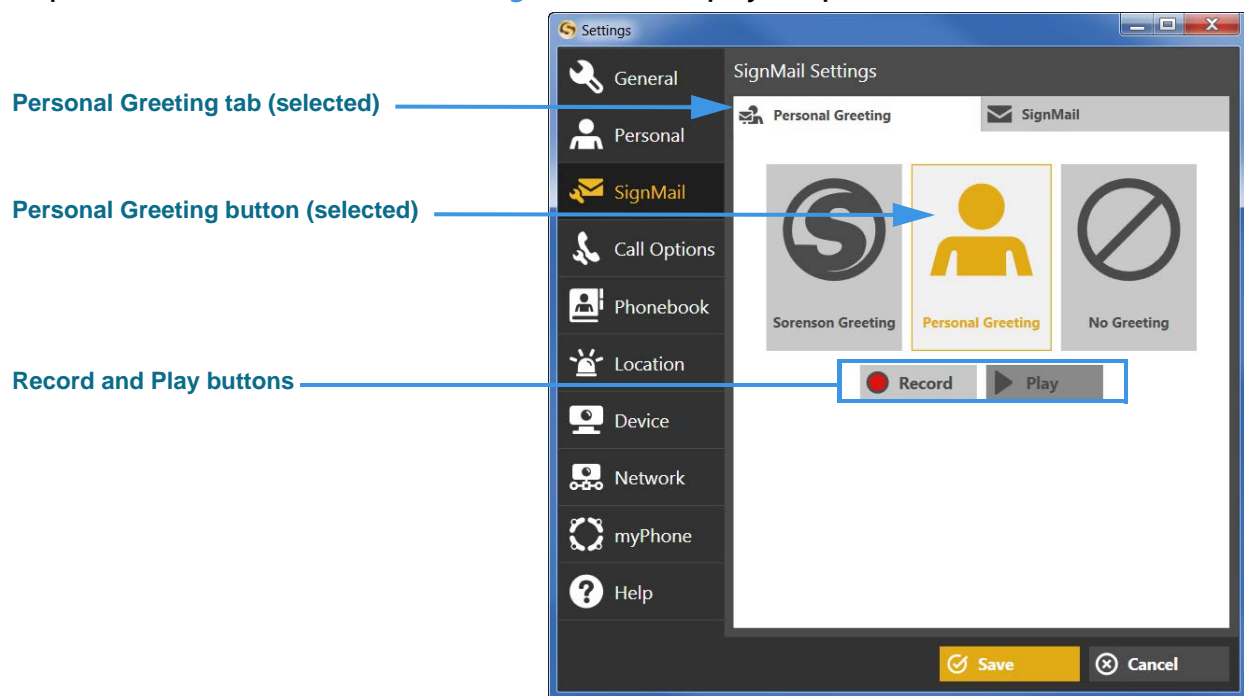 Settings
General
SignMail Settings
Personal Greeting tab (selected)
Personal Greeting
SignMail
Personal
SignMail
Personal Greeting button (selected)
Call Options
Phonebook
Sorenson Greeting
Personal Greeting
No Greeting
Location
Record and Play buttons
Record
Play
Device
Network
myPhone
Help
Save
Cancel